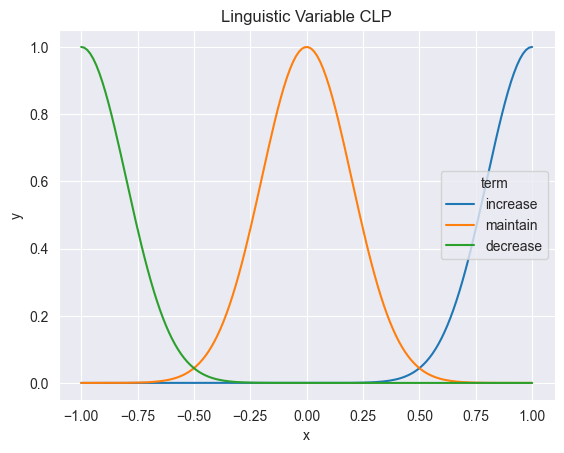 Linguistic Variable CLP
y
1.0
0.8
0.6
0.4
0.2
0.0
term
increase
maintain
decrease
−1.00 −0.75 −0.50 −0.25 0.00 0.25 0.50 0.75 1.00
x